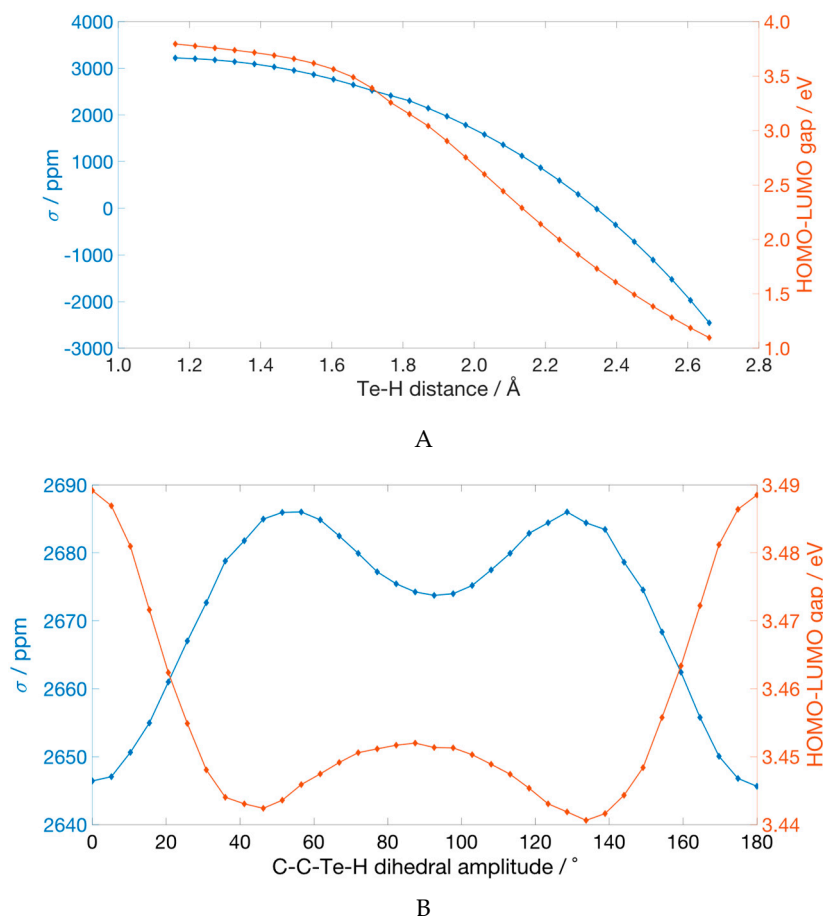 4000
3000
2000
1000
0
-1000
-2000
-3000
σ / ppm
4.0
3.5
3.0
2.5
2.0
1.5
1.0
HOMO-LUMO gap / eV
1.0 1.2 1.4 1.6 1.8 2.0 2.2 2.4 2.6 2.8
Te-H distance / Å
A
2690
2680
2670
2660
2650
2640
σ / ppm
3.49
3.48
3.47
3.46
3.45
3.44
HOMO-LUMO gap / eV
0 20 40 60 80 100 120 140 160 180
C-C-Te-H dihedral amplitude / °
B